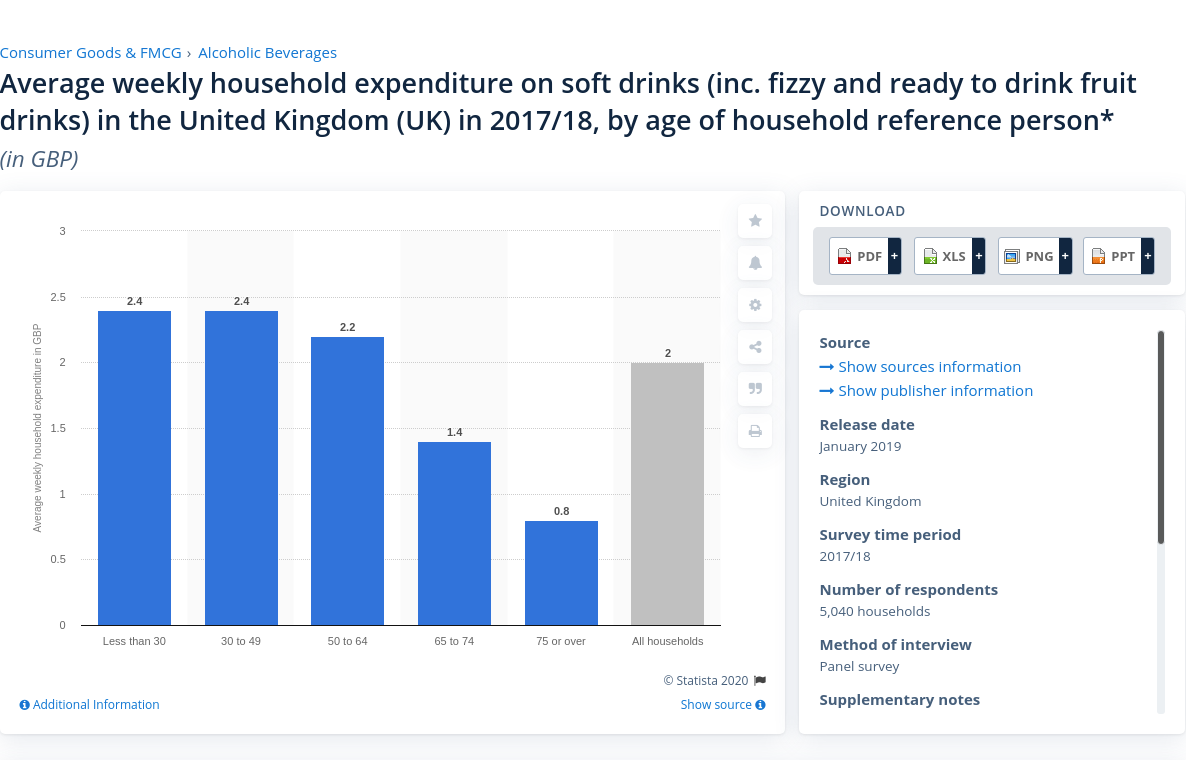 Consumer Goods & FMCG › Alcoholic Beverages
Average weekly household expenditure on soft drinks (inc. fizzy and ready to drink fruit
drinks) in the United Kingdom (UK) in 2017/18, by age of household reference person*
(in GBP)
Average weekly household expenditure in GBP
3
2.5
2
1.5
1
0.5
0
2.4
2.4
2.2
1.4
0.8
2
Less than 30
30 to 49
50 to 64
65 to 74
75 or over
All households
© Statista 2020
Additional Information
Show source
DOWNLOAD
PDF +
XLS +
PNG +
PPT +
Source
Show sources information
Show publisher information
Release date
January 2019
Region
United Kingdom
Survey time period
2017/18
Number of respondents
5,040 households
Method of interview
Panel survey
Supplementary notes